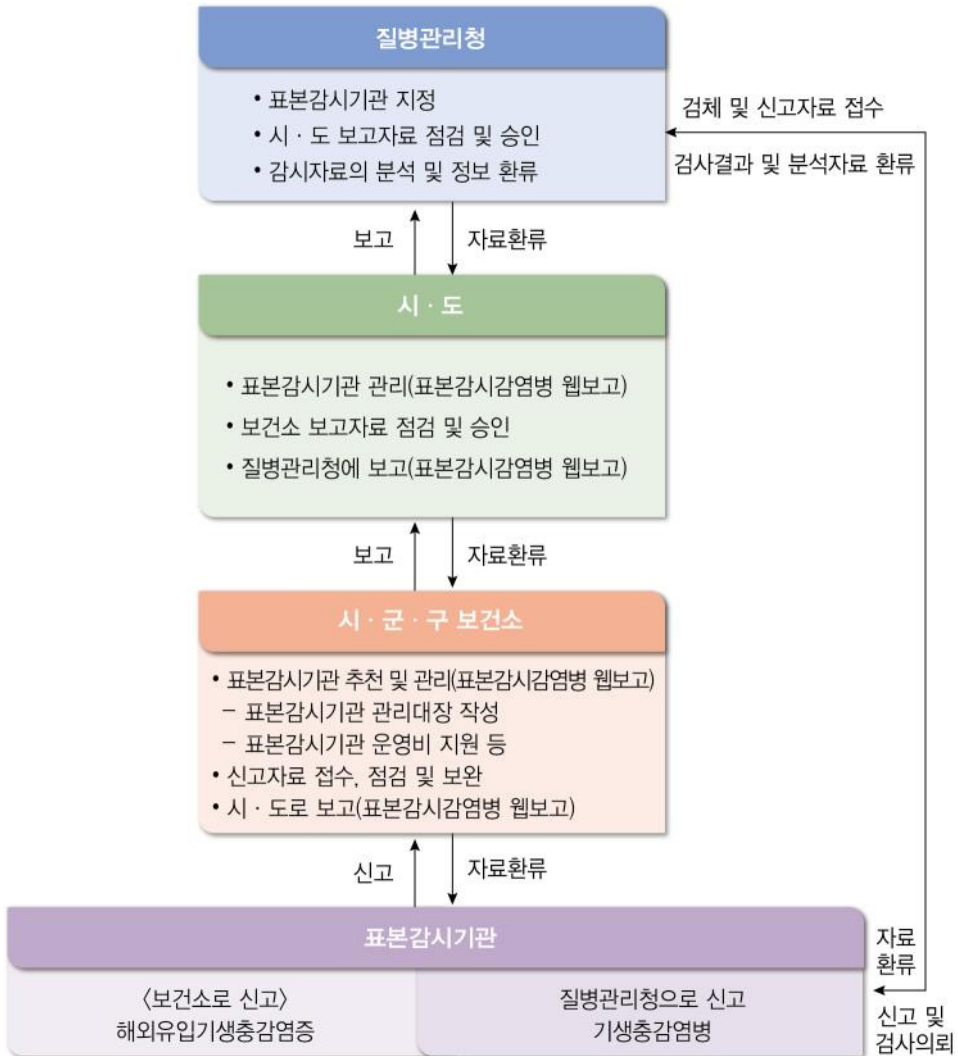 질병관리청
• 표본감시기관 지정
• 시 · 도 보고자료 점검 및 승인
• 감시자료의 분석 및 정보 환류
검체 및 신고자료 접수
검사결과 및 분석자료 환류
보고
자료환류
시 · 도
• 표본감시기관 관리(표본감시감염병 웹보고)
• 보건소 보고자료 점검 및 승인
• 질병관리청에 보고(표본감시감염병 웹보고)
보고
자료환류
시 · 군 · 구 보건소
• 표본감시기관 추천 및 관리(표본감시감염병 웹보고)
– 표본감시기관 관리대장 작성
– 표본감시기관 운영비 지원 등
• 신고자료 접수, 점검 및 보완
• 시 · 도로 보고(표본감시감염병 웹보고)
신고
자료환류
표본감시기관
〈보건소로 신고〉
해외유입기생충감염증
질병관리청으로 신고
기생충감염병
자료
환류
신고 및
검사의뢰